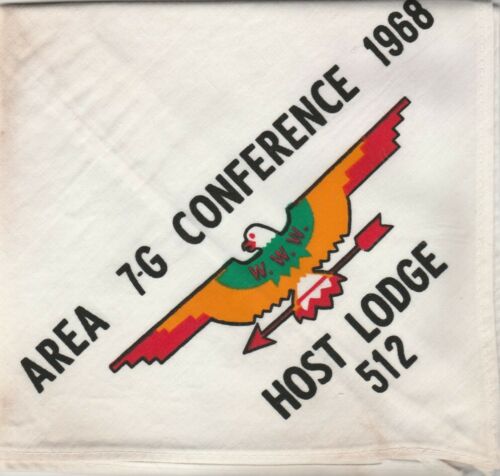 AREA 7-G CONFERENCE 1968
W.W.W.
HOST LODGE
512